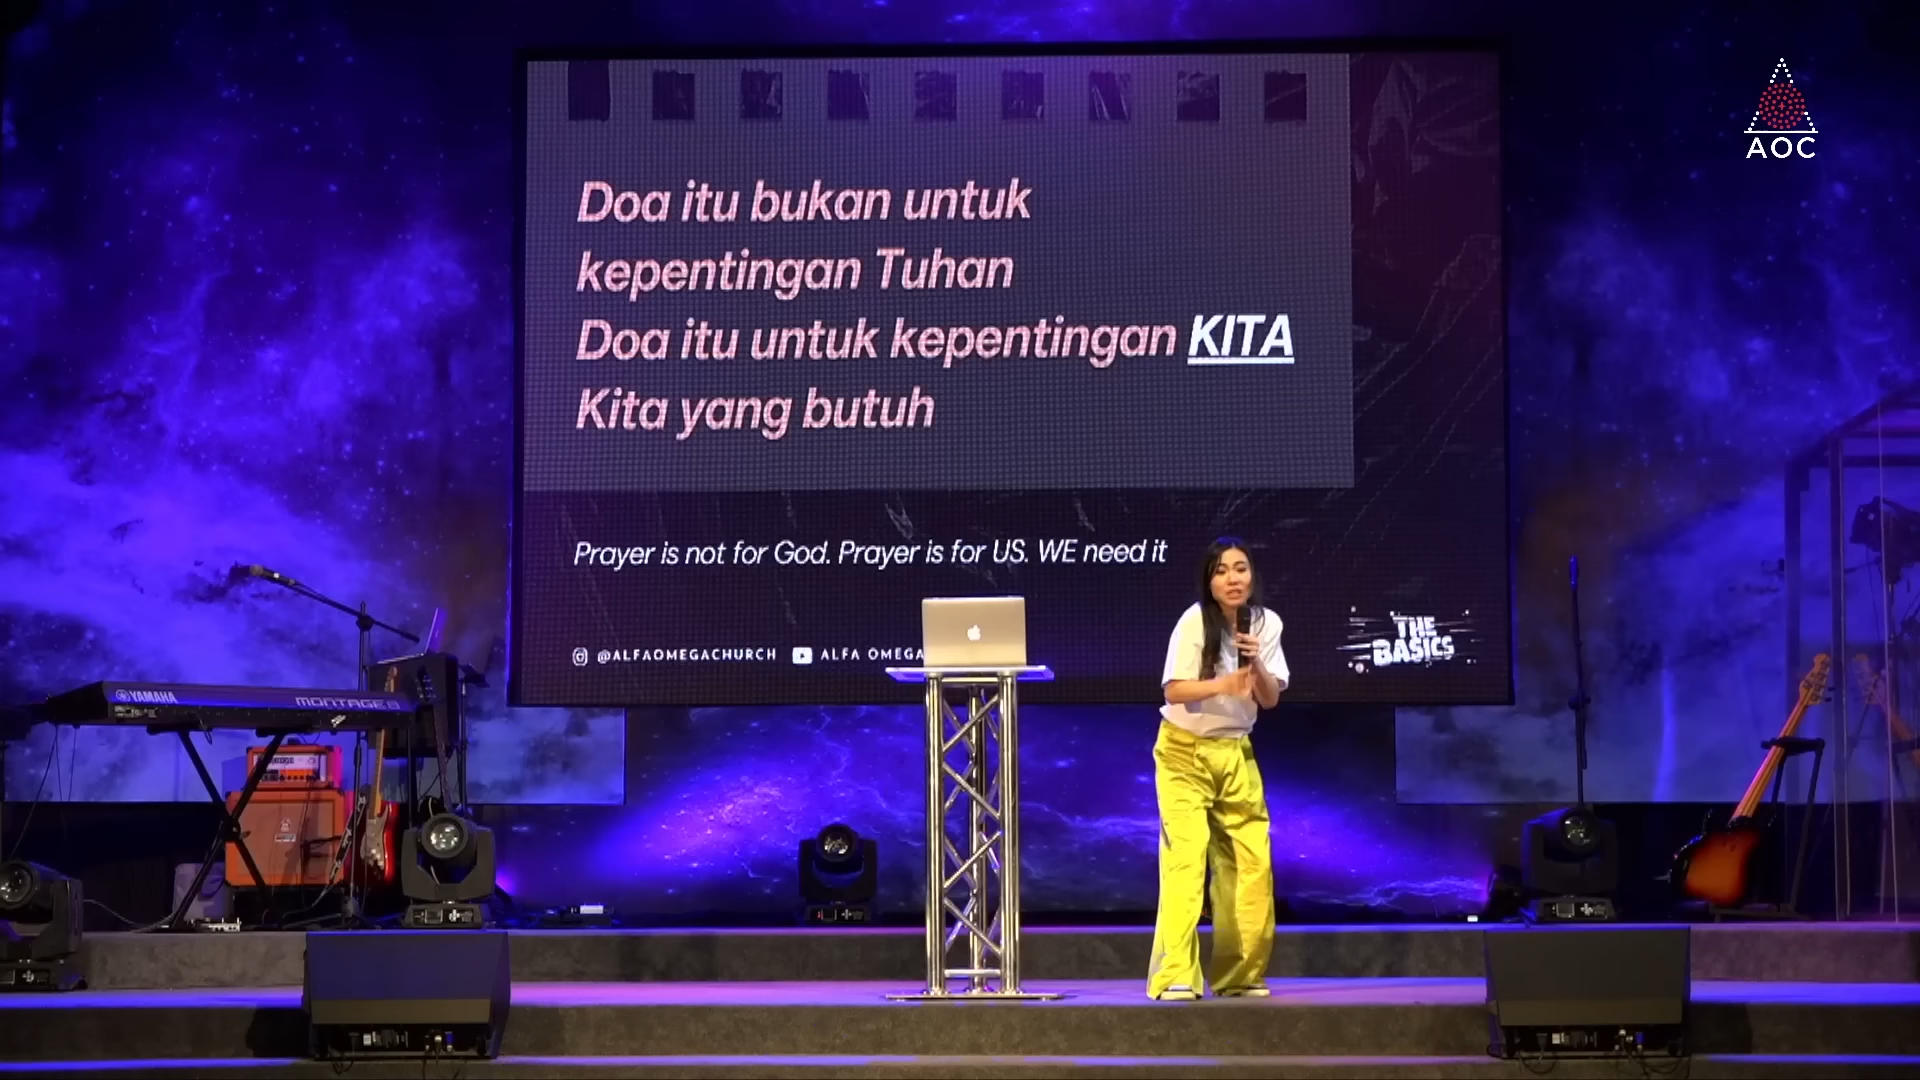 AOC
Doa itu bukan untuk
kepentingan Tuhan
Doa itu untuk kepentingan KITA
Kita yang butuh
Prayer is not for God. Prayer is for US. WE need it
@ALFAOMEGACHURCH ALFA OMEGA
THE
BASICS
YAMAHA MONTAGE 8